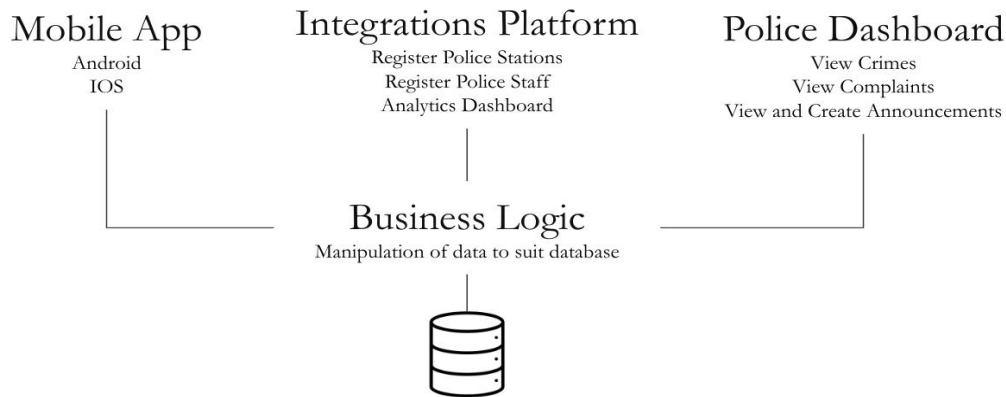 Mobile App
Android
IOS
Integrations Platform
Register Police Stations
Register Police Staff
Analytics Dashboard
Police Dashboard
View Crimes
View Complaints
View and Create Announcements
Business Logic
Manipulation of data to suit database